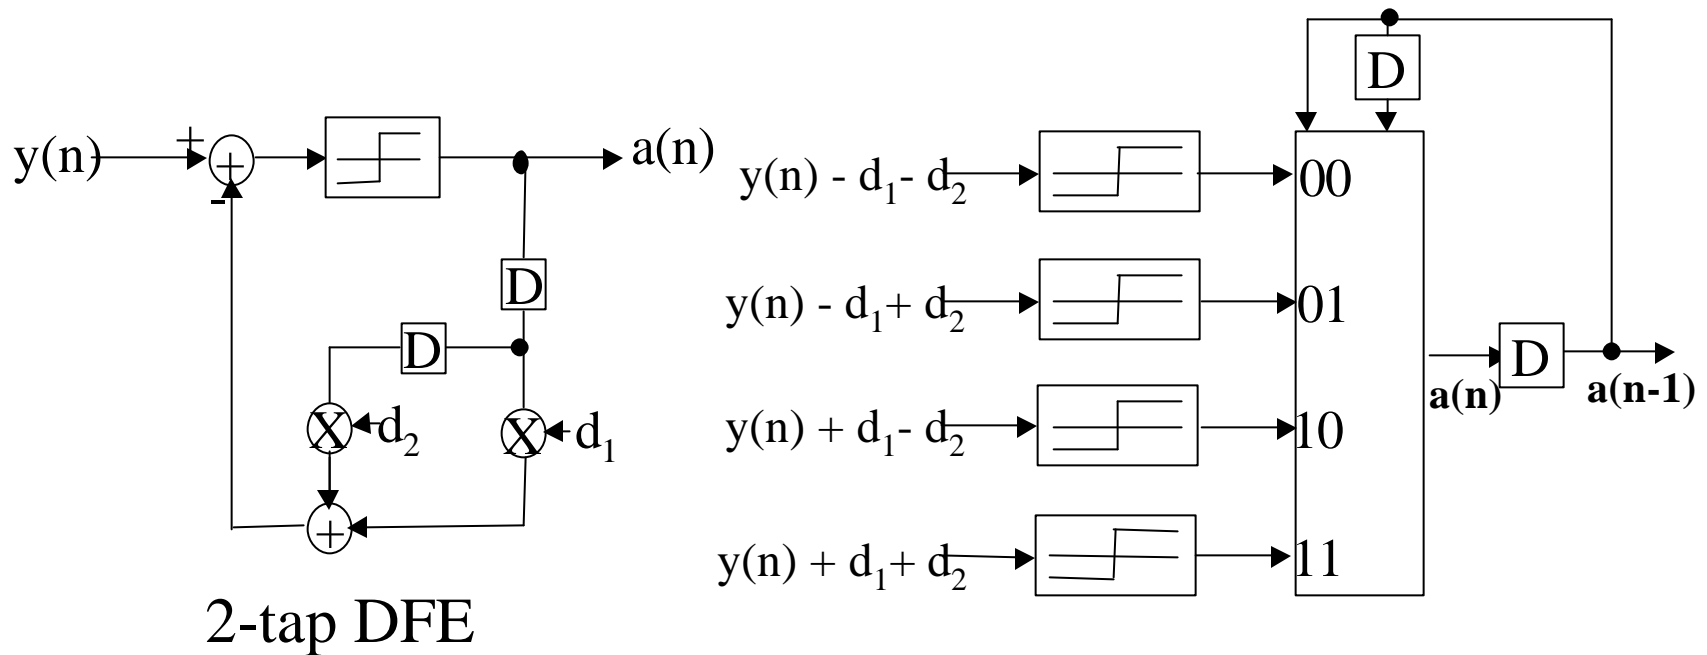 y(n)
+
+
-
a(n)
D
D
X
d2
X
d1
+
2-tap DFE
D
y(n) - d1- d2
00
y(n) - d1+ d2
01
y(n) + d1- d2
10
y(n) + d1+ d2
11
a(n)
D
a(n-1)